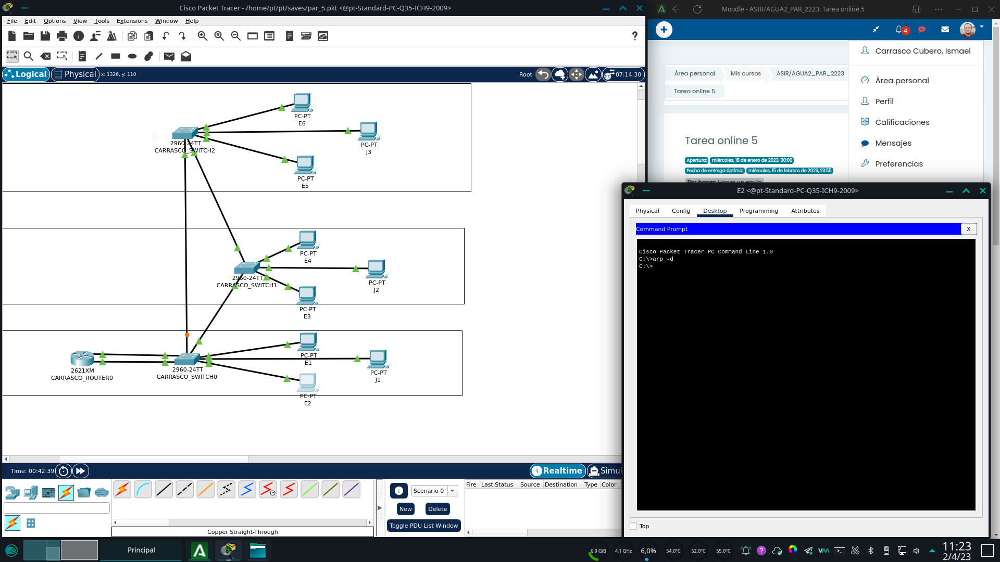 Cisco Packet Tracer - /home/pt/pt/saves/par_5.pkt <@pt-Standard-PC-Q35-ICH9-2009>
File Edit Options View Tools Extensions Window Help
?
Logical Physical x: 1326, y: 110
Root 07:14:30
PC-PT
E6
PC-PT
J3
2960-24TT
CARRASCO_SWITCH2
PC-PT
E5
PC-PT
E4
PC-PT
J2
2960-24TT
CARRASCO_SWITCH1
PC-PT
E3
PC-PT
E1
PC-PT
J1
2621XM
CARRASCO_ROUTER0
2960-24TT
CARRASCO_SWITCH0
PC-PT
E2
Time: 00:42:39
Realtime Simul
Scenario 0
New Delete
Toggle PDU List Window
Fire Last Status Source Destination Type Color
Copper Straight-Through
Moodle - ASIR/AGUA2_PAR_2223: Tarea online 5
4
Carrasco Cubero, Ismael
Área personal
Perfil
Calificaciones
Mensajes
Preferencias
Área personal Mis cursos ASIR/AGUA2_PAR_2223
Tarea online 5
Tarea online 5
Apertura: miércoles, 18 de enero de 2023, 00:00
Fecha de entrega óptima: miércoles, 15 de febrero de 2023, 23:55
Por hacer: Hacer un envío
E2 <@pt-Standard-PC-Q35-ICH9-2009>
Physical Config Desktop Programming Attributes
Command Prompt X
Cisco Packet Tracer PC Command Line 1.0
C:\>arp -d
C:\>
Top
Principal
6,9 GiB 4,1 GHz 6,0% 54,0°C 52,0°C 55,0°C
11:23
2/4/23